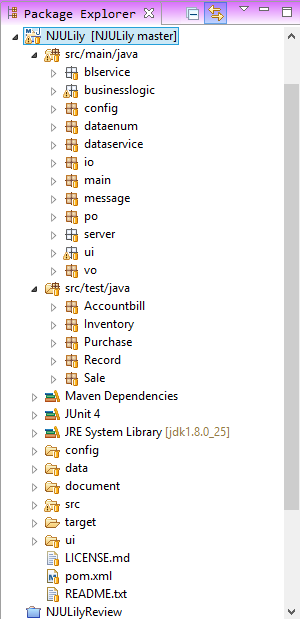 Package Explorer
NJULily [NJULily master]
src/main/java
blservice
businesslogic
config
dataenum
dataservice
io
main
message
po
server
ui
vo
src/test/java
Accountbill
Inventory
Purchase
Record
Sale
Maven Dependencies
JUnit 4
JRE System Library [jdk1.8.0_25]
config
data
document
src
target
ui
LICENSE.md
pom.xml
README.txt
NJULilyReview